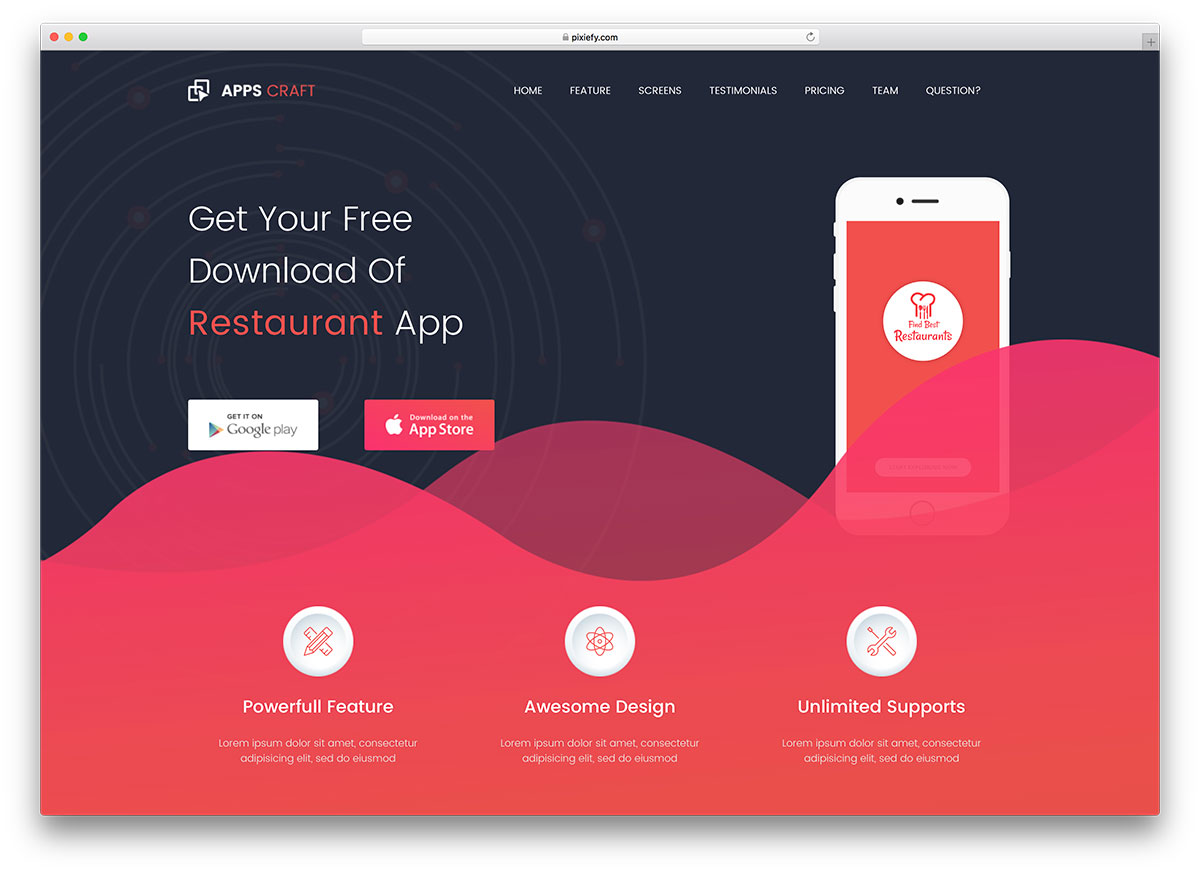 pixiefy.com
APPS CRAFT
HOME FEATURE SCREENS TESTIMONIALS PRICING TEAM QUESTION?
Get Your Free
Download Of
Restaurant App
GET IT ON
Google play
Download on the
App Store
Find Best
Restaurants
Powerfull Feature
Lorem ipsum dolor sit amet, consectetur
adipisicing elit, sed do eiusmod
Awesome Design
Lorem ipsum dolor sit amet, consectetur
adipisicing elit, sed do eiusmod
Unlimited Supports
Lorem ipsum dolor sit amet, consectetur
adipisicing elit, sed do eiusmod